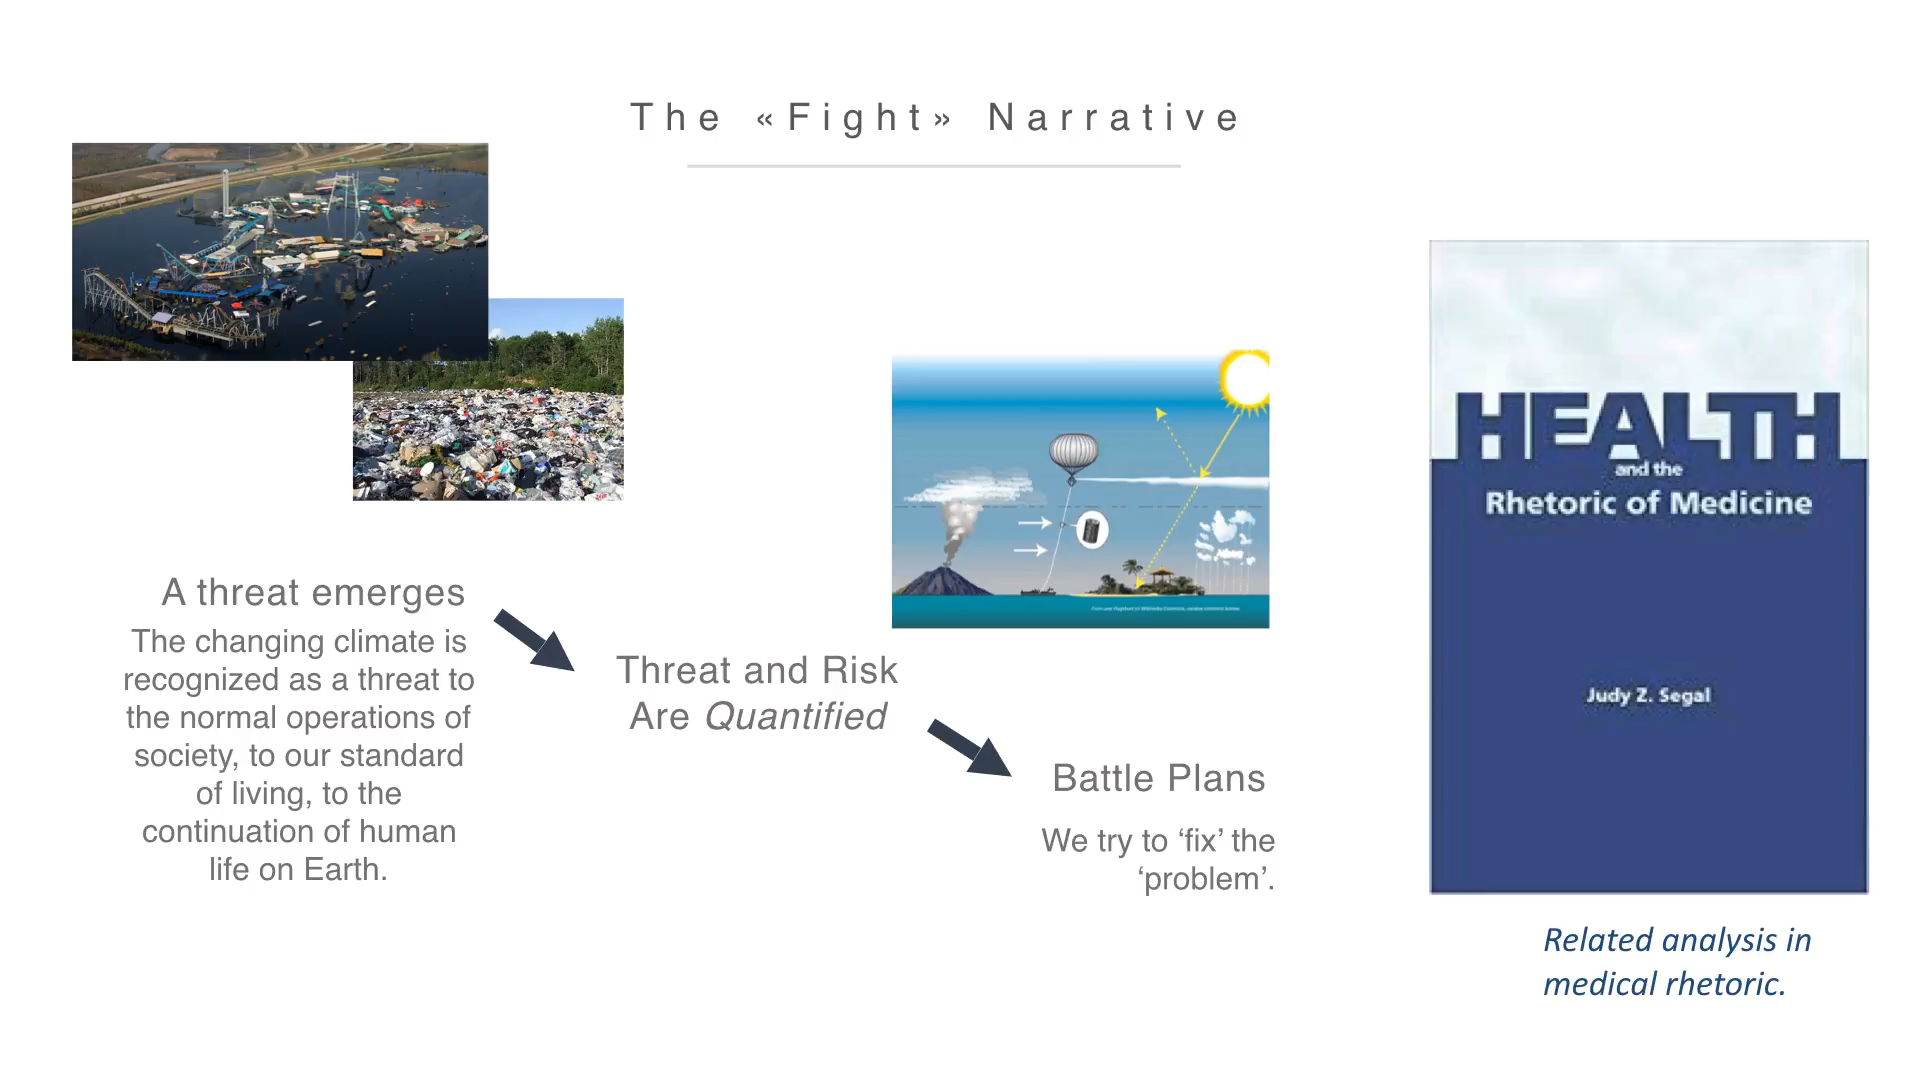 The «Fight» Narrative
A threat emerges
The changing climate is
recognized as a threat to
the normal operations of
society, to our standard
of living, to the
continuation of human
life on Earth.
Threat and Risk
Are Quantified
Battle Plans
We try to ‘fix’ the
‘problem’.
HEALTH
and the
Rhetoric of Medicine
Judy Z. Segal
Related analysis in
medical rhetoric.